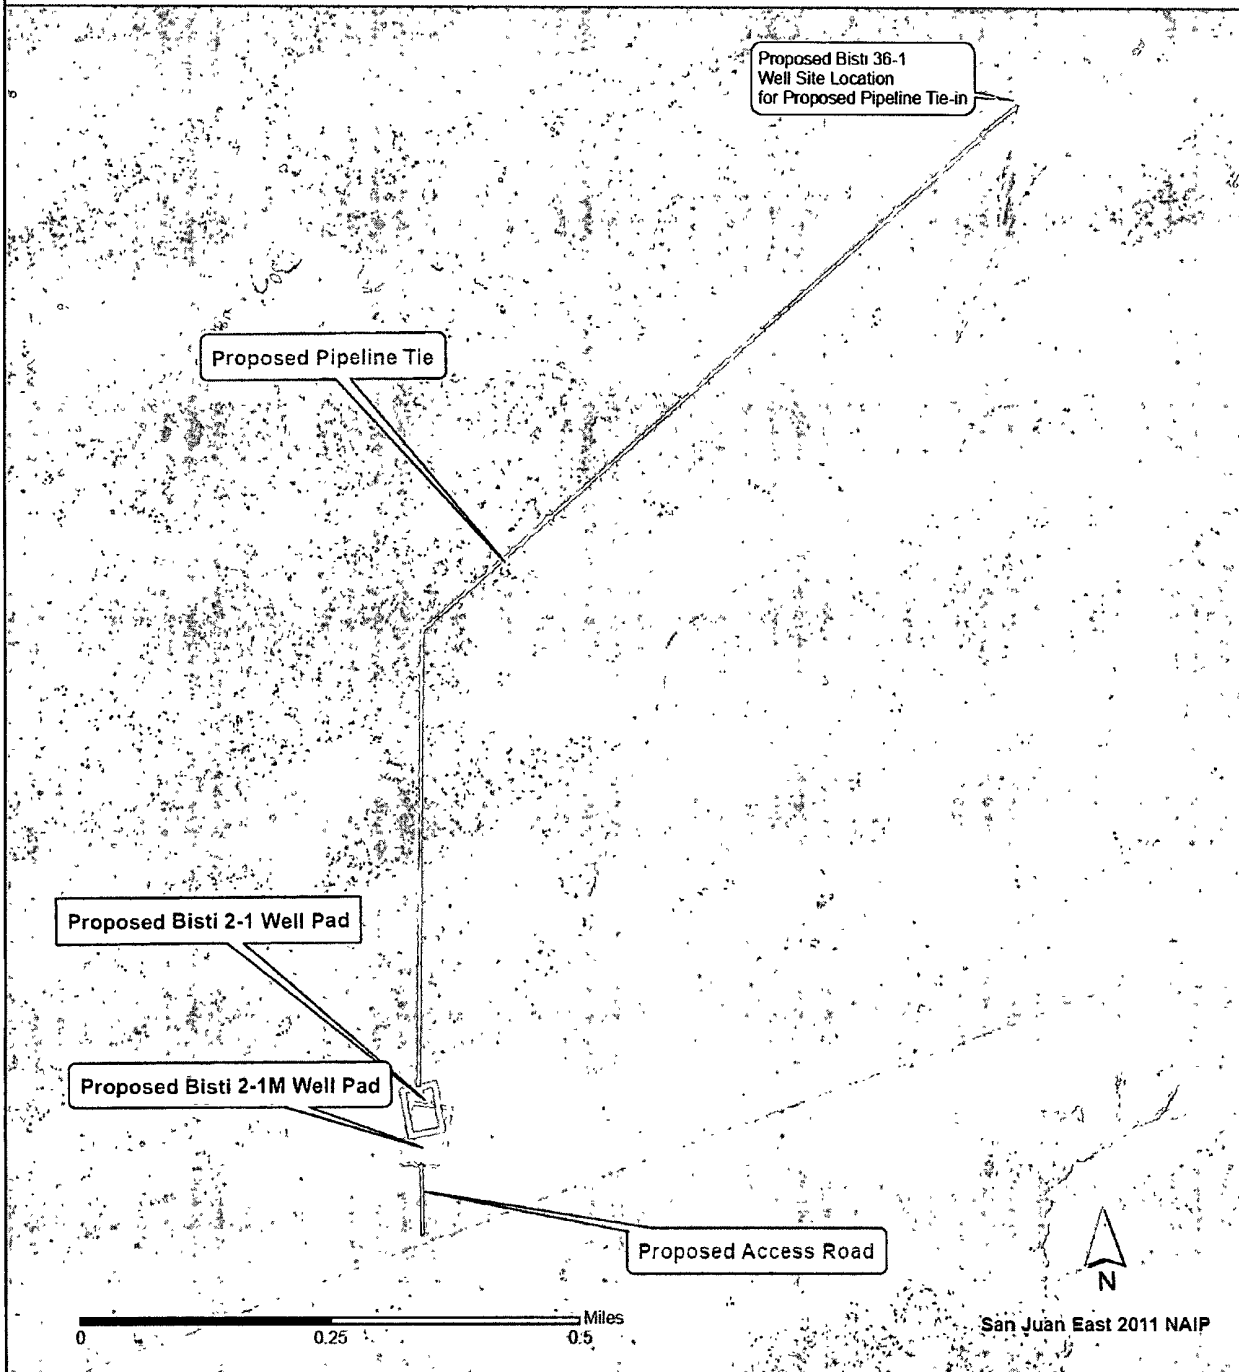 Proposed Bisti 36-1
Well Site Location
for Proposed Pipeline Tie-in
Proposed Pipeline Tie
Proposed Bisti 2-1 Well Pad
Proposed Bisti 2-1M Well Pad
Proposed Access Road
N
Miles
0
0.25
0.5
San Juan East 2011 NAIP